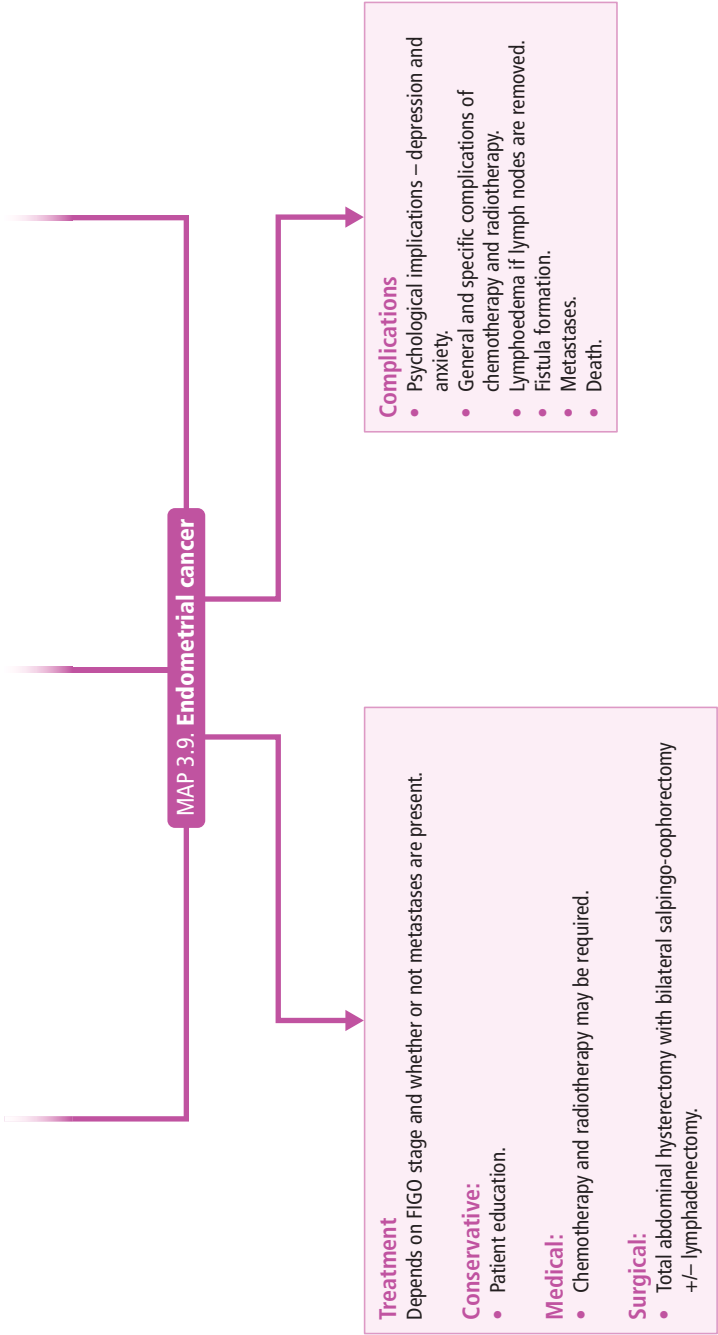 MAP 3.9. Endometrial cancer
Treatment
Depends on FIGO stage and whether or not metastases are present.
Conservative:
• Patient education.
Medical:
• Chemotherapy and radiotherapy may be required.
Surgical:
• Total abdominal hysterectomy with bilateral salpingo-oophorectomy
+/– lymphadenectomy.
Complications
• Psychological implications – depression and
anxiety.
• General and specific complications of
chemotherapy and radiotherapy.
• Lymphoedema if lymph nodes are removed.
• Fistula formation.
• Metastases.
• Death.